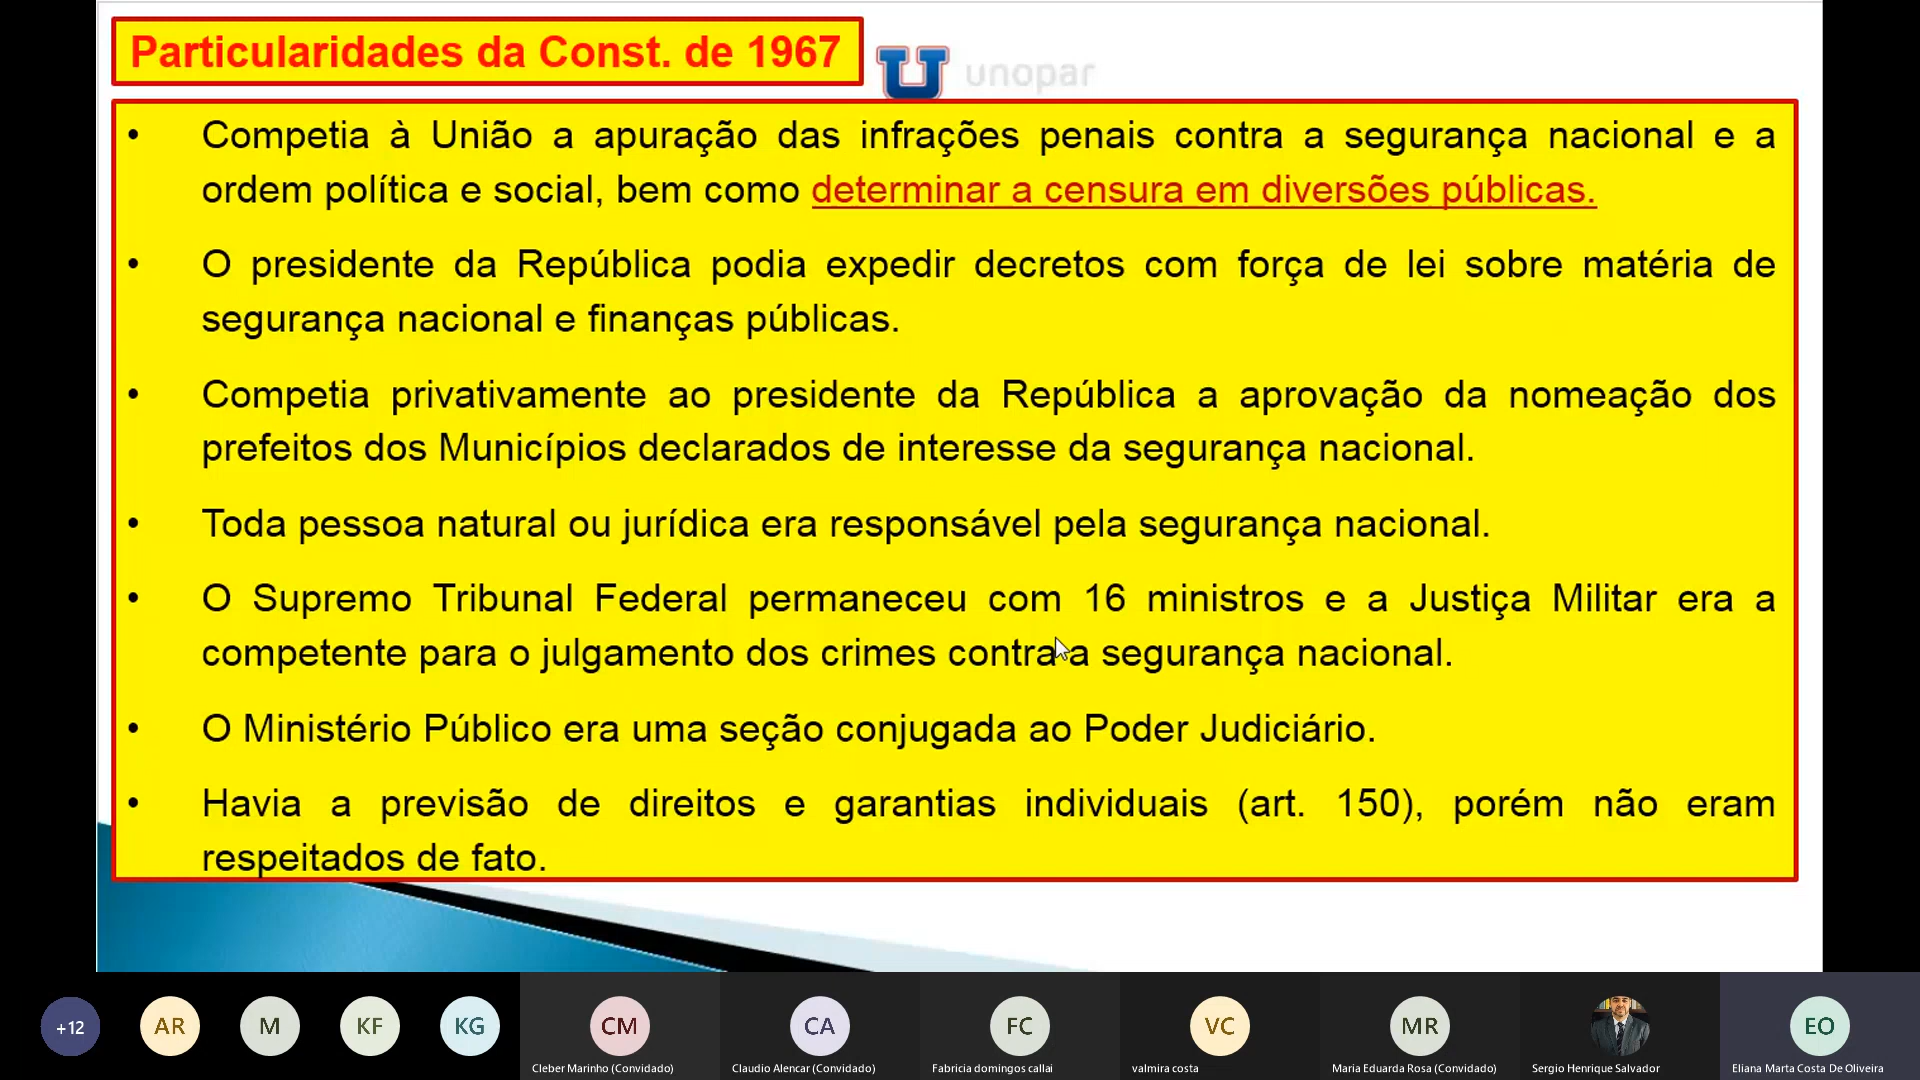 Particularidades da Const. de 1967
unopar
• Competia à União a apuração das infrações penais contra a segurança nacional e a
ordem política e social, bem como determinar a censura em diversões públicas.
• O presidente da República podia expedir decretos com força de lei sobre matéria de
segurança nacional e finanças públicas.
• Competia privativamente ao presidente da República a aprovação da nomeação dos
prefeitos dos Municípios declarados de interesse da segurança nacional.
• Toda pessoa natural ou jurídica era responsável pela segurança nacional.
• O Supremo Tribunal Federal permaneceu com 16 ministros e a Justiça Militar era a
competente para o julgamento dos crimes contra a segurança nacional.
• O Ministério Público era uma seção conjugada ao Poder Judiciário.
• Havia a previsão de direitos e garantias individuais (art. 150), porém não eram
respeitados de fato.
+12 AR M KF KG CM CA FC VC MR EO
Cleber Marinho (Convidado) Claudio Alencar (Convidado) Fabricia domingos callai valmira costa Maria Eduarda Rosa (Convidado) Sergio Henrique Salvador Eliana Marta Costa De Oliveira